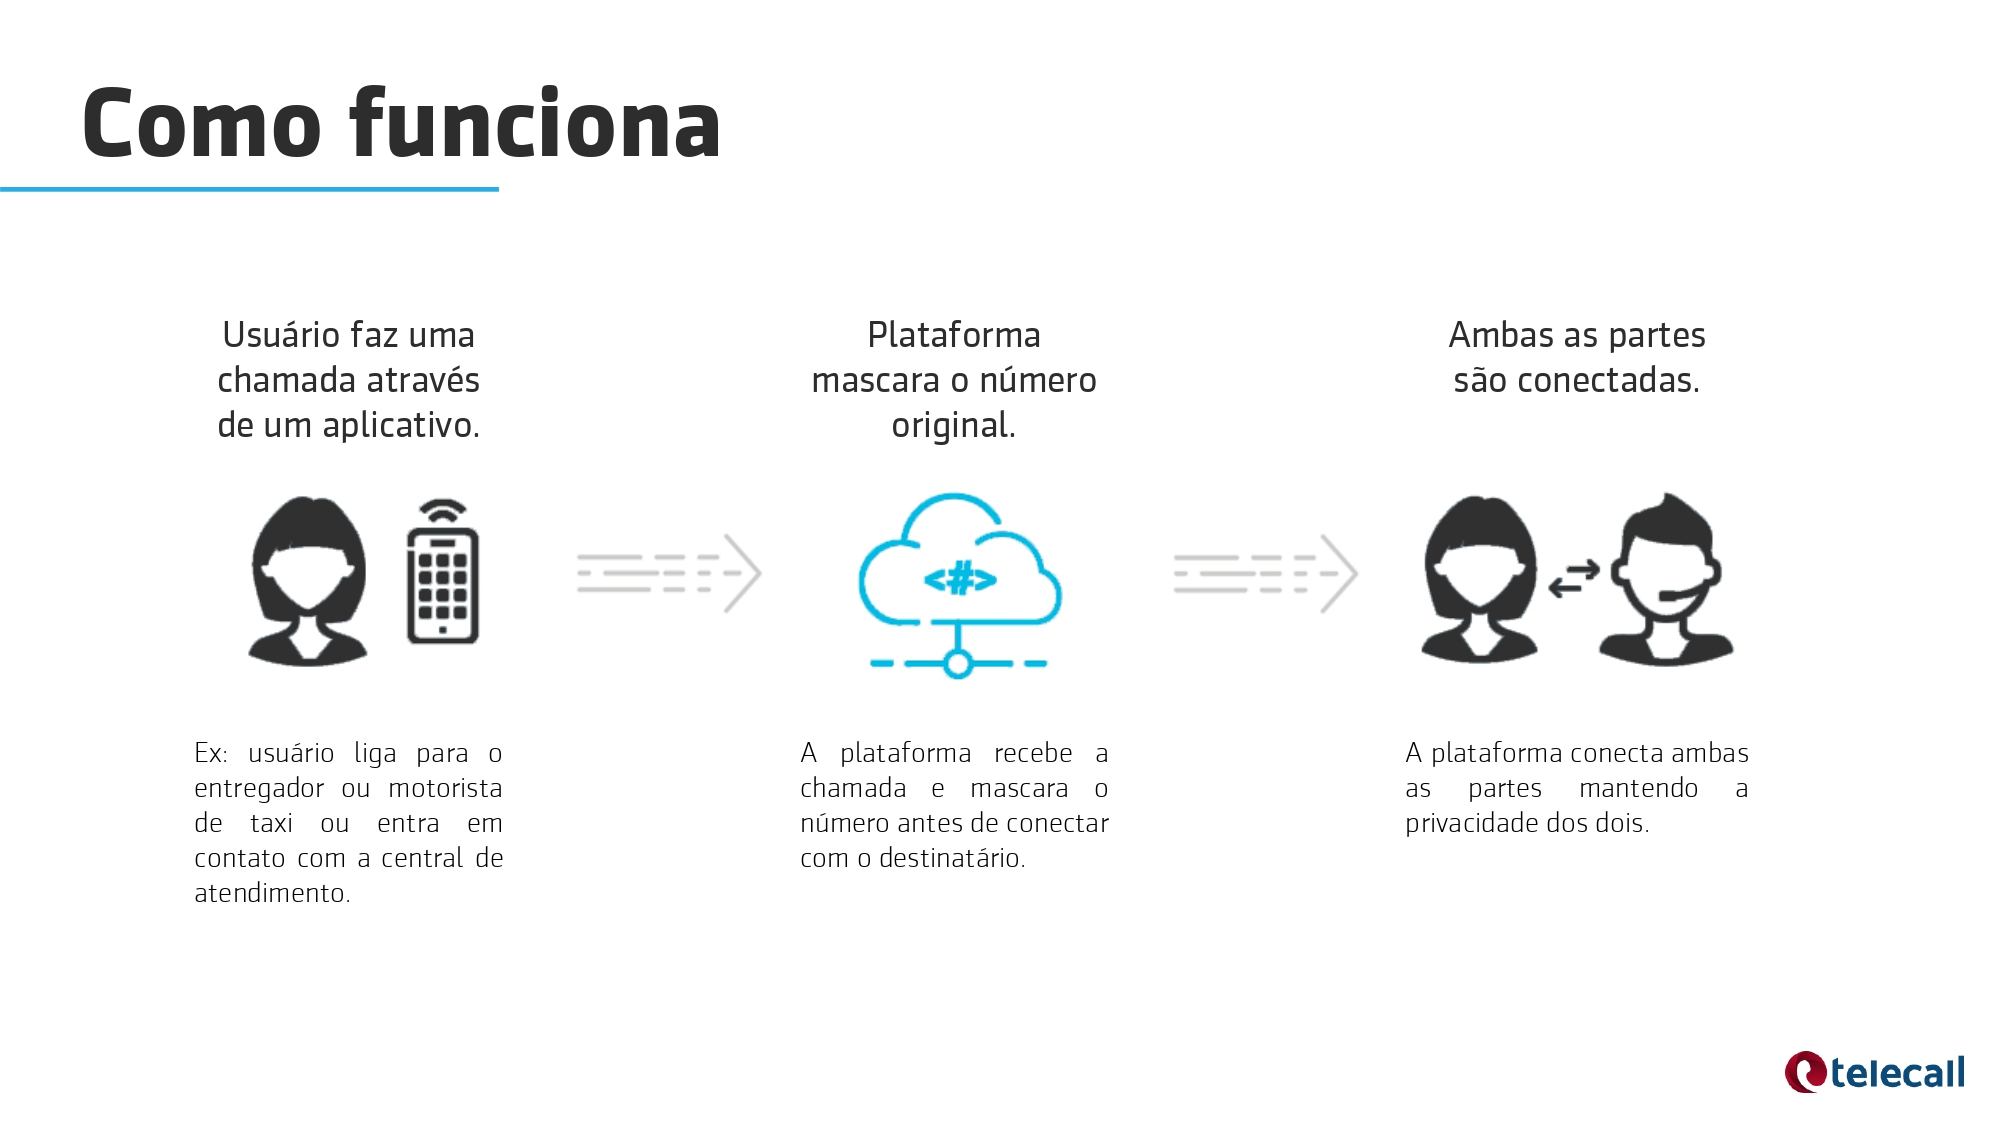 Como funciona
Usuário faz uma
chamada através
de um aplicativo.
Plataforma
mascara o número
original.
Ambas as partes
são conectadas.
<#>
Ex: usuário liga para o
entregador ou motorista
de taxi ou entra em
contato com a central de
atendimento.
A plataforma recebe a
chamada e mascara o
número antes de conectar
com o destinatário.
A plataforma conecta ambas
as partes mantendo a
privacidade dos dois.
telecall